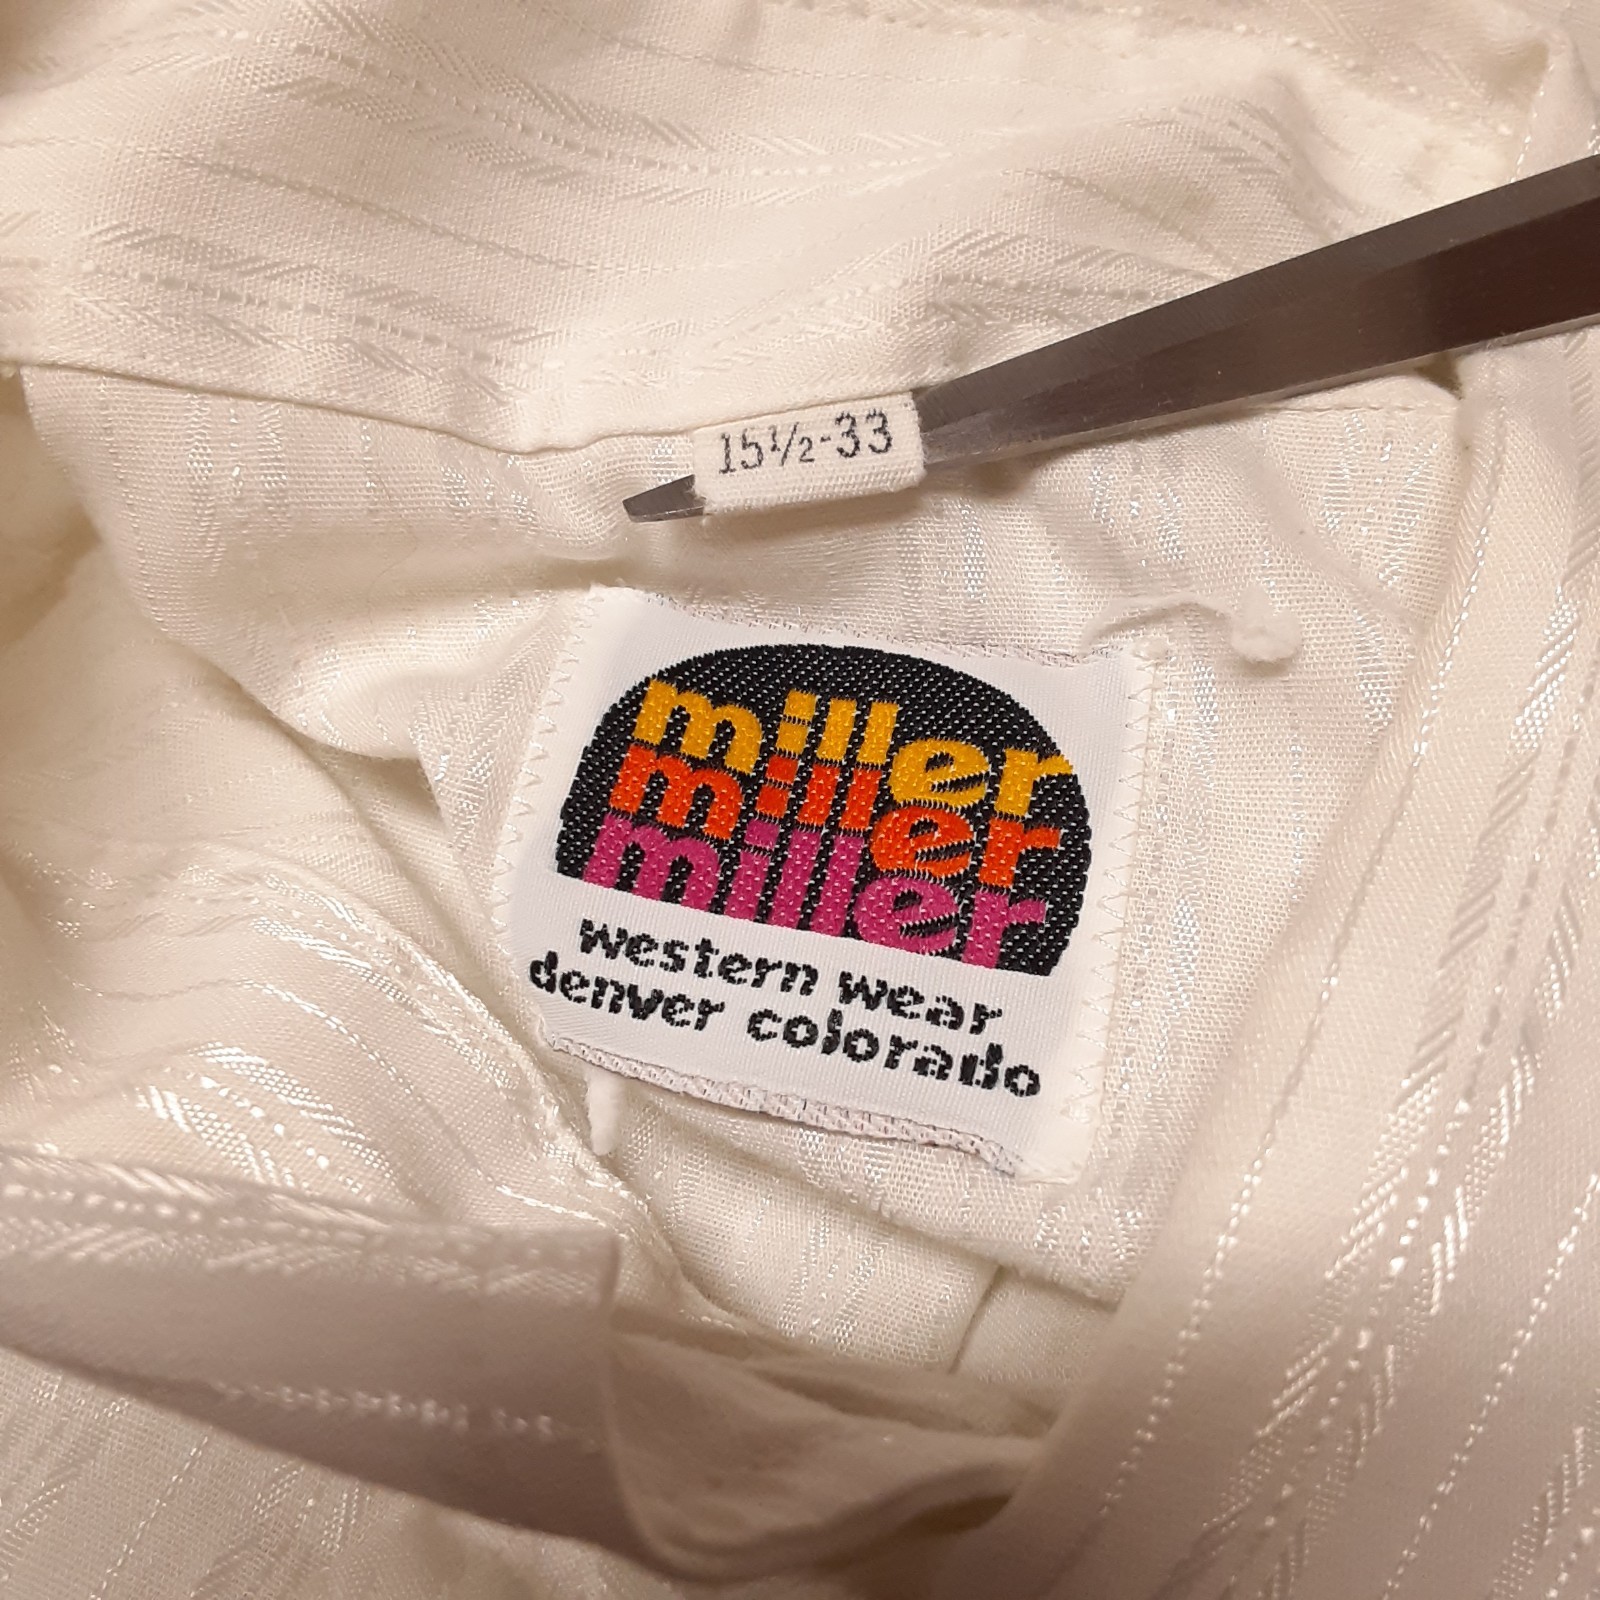 15½-33
miller
miller
miller
western wear
denver colorado